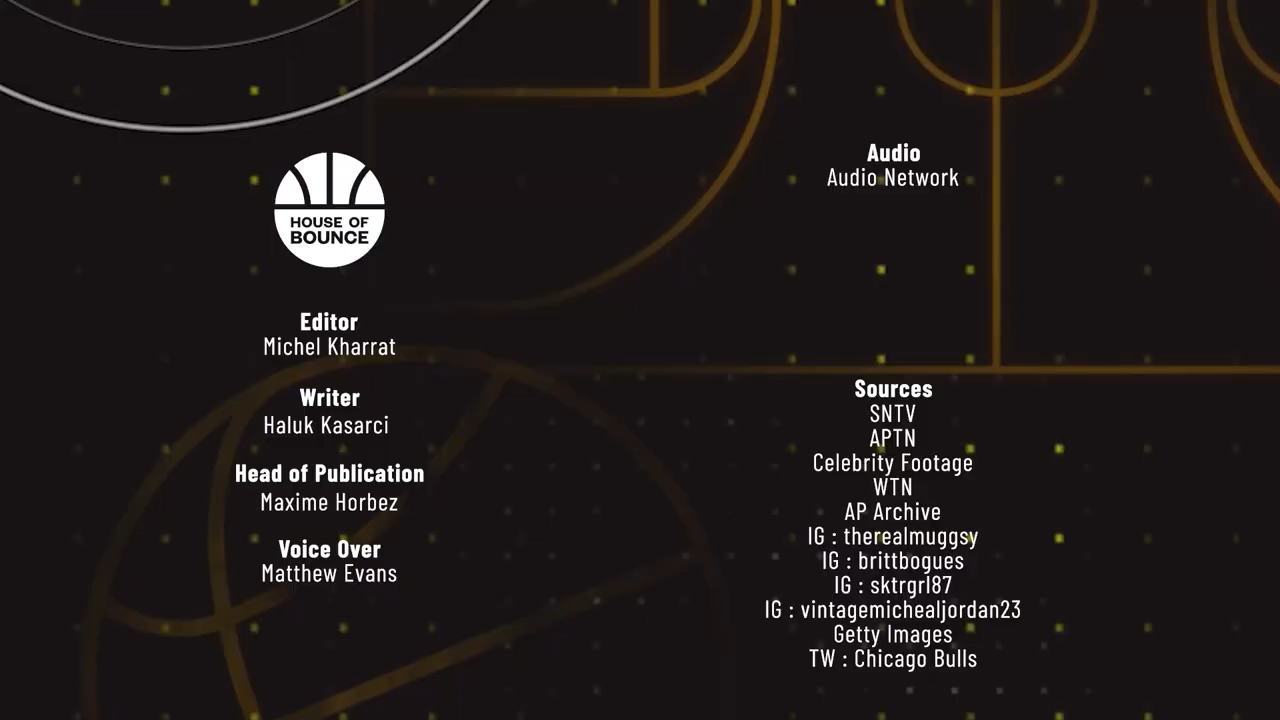 HOUSE OF
BOUNCE
Editor
Michel Kharrat
Writer
Haluk Kasarci
Head of Publication
Maxime Horbez
Voice Over
Matthew Evans
Audio
Audio Network
Sources
SNTV
APTN
Celebrity Footage
WTN
AP Archive
IG : therealmuggsy
IG : brittbogues
IG : sktrgrl87
IG : vintagemichealjordan23
Getty Images
TW : Chicago Bulls